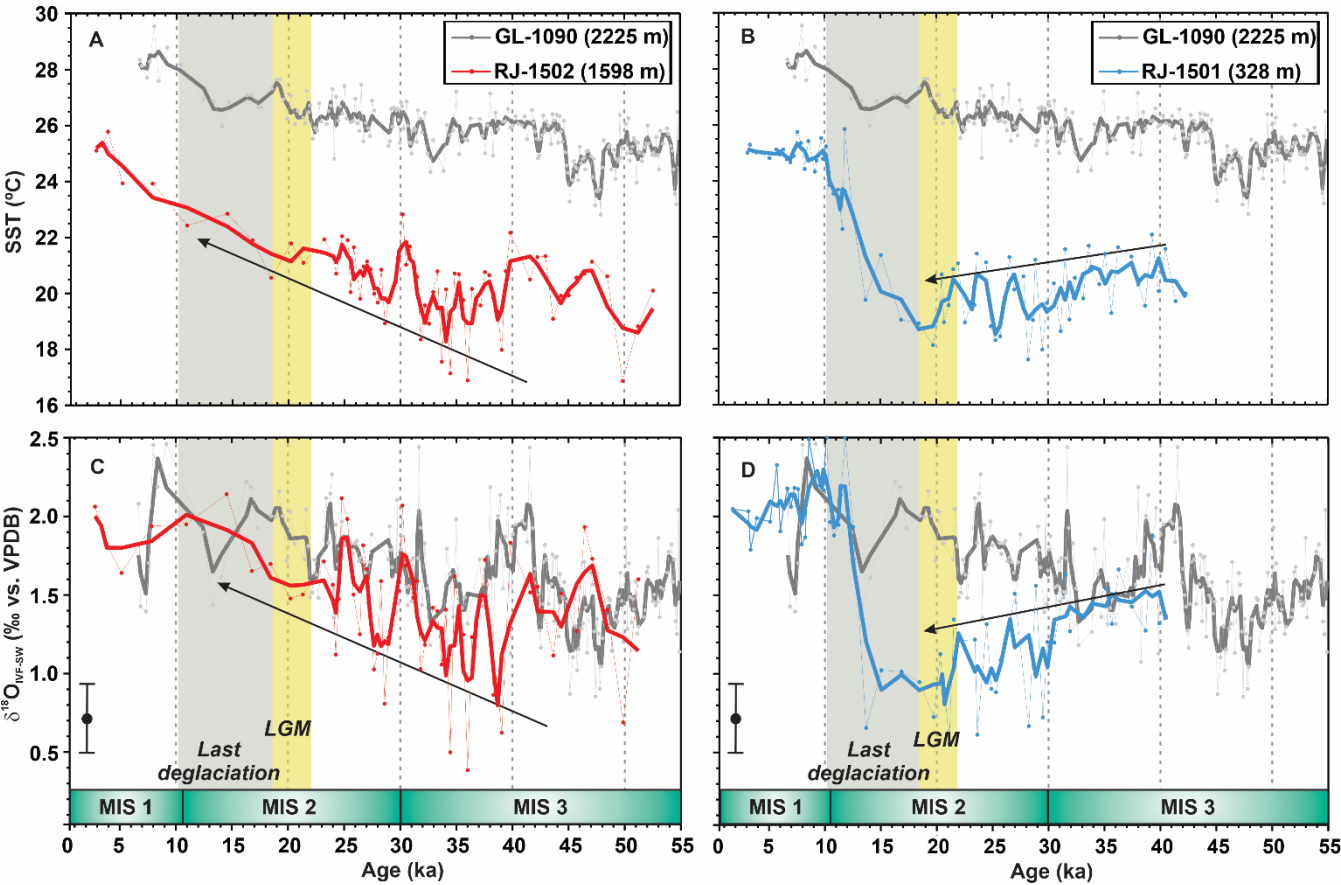 A
GL-1090 (2225 m)
RJ-1502 (1598 m)
B
GL-1090 (2225 m)
RJ-1501 (328 m)
SST (ºC)
30
28
26
24
22
20
18
16
C
D
δ¹⁸O_IVF-SW (‰ vs. VPDB)
2.5
2.0
1.5
1.0
0.5
LGM
Last
deglaciation
LGM
Last
deglaciation
MIS 1
MIS 2
MIS 3
MIS 1
MIS 2
MIS 3
0 5 10 15 20 25 30 35 40 45 50 55
0 5 10 15 20 25 30 35 40 45 50 55
Age (ka)
Age (ka)